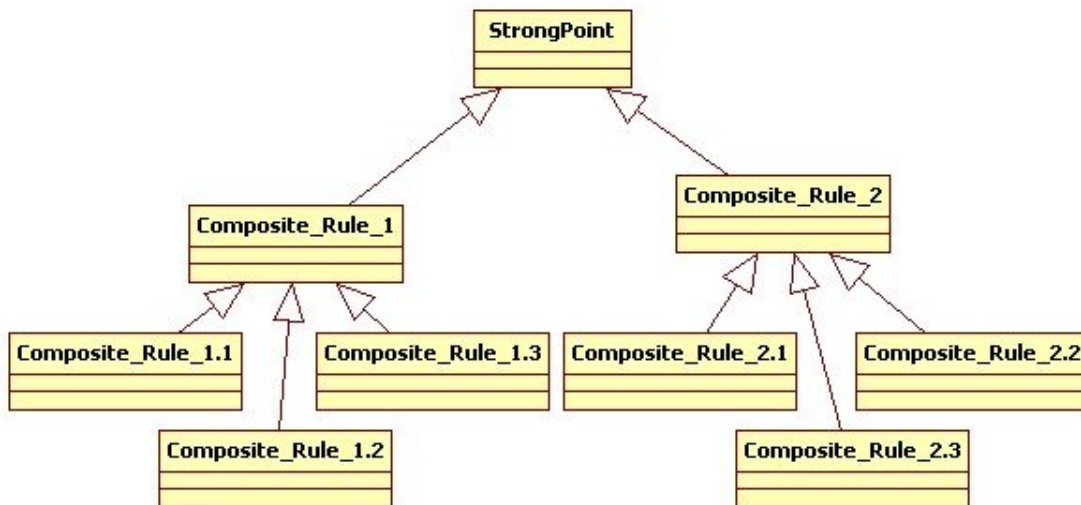 StrongPoint
Composite_Rule_2
Composite_Rule_1
Composite_Rule_1.1
Composite_Rule_1.3
Composite_Rule_2.1
Composite_Rule_2.2
Composite_Rule_1.2
Composite_Rule_2.3